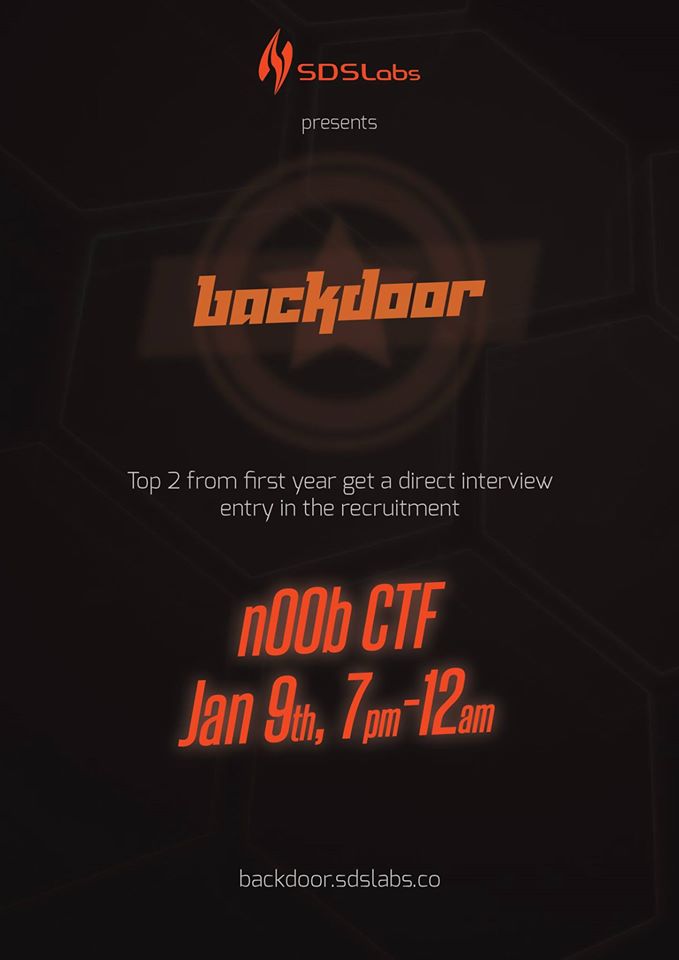 SDSLabs
presents
backdoor
Top 2 from first year get a direct interview
entry in the recruitment
n00b CTF
Jan 9th, 7pm-12am
backdoor.sdslabs.co